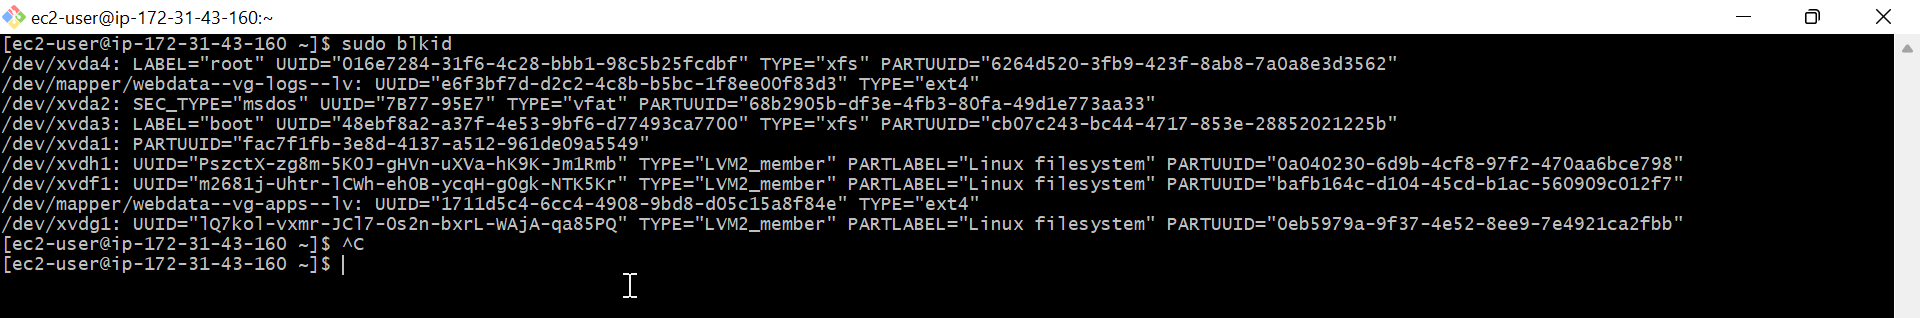 ec2-user@ip-172-31-43-160:~
[ec2-user@ip-172-31-43-160 ~]$ sudo blkid
/dev/xvda4: LABEL="root" UUID="016e7284-31f6-4c28-bbb1-98c5b25fcdbf" TYPE="xfs" PARTUUID="6264d520-3fb9-423f-8ab8-7a0a8e3d3562"
/dev/mapper/webdata--vg-logs--lv: UUID="e6f3bf7d-d2c2-4c8b-b5bc-1f8ee00f83d3" TYPE="ext4"
/dev/xvda2: SEC_TYPE="msdos" UUID="7B77-95E7" TYPE="vfat" PARTUUID="68b2905b-df3e-4fb3-80fa-49d1e773aa33"
/dev/xvda3: LABEL="boot" UUID="48ebf8a2-a37f-4e53-9bf6-d77493ca7700" TYPE="xfs" PARTUUID="cb07c243-bc44-4717-853e-28852021225b"
/dev/xvda1: PARTUUID="fac7f1fb-3e8d-4137-a512-961de09a5549"
/dev/xvdh1: UUID="PszctX-zg8m-5KOJ-gHVn-uXVa-hK9K-Jm1Rmb" TYPE="LVM2_member" PARTLABEL="Linux filesystem" PARTUUID="0a040230-6d9b-4cf8-97f2-470aa6bce798"
/dev/xvdf1: UUID="m2681j-Uhtr-lCWh-eh0B-ycqH-gOgk-NTK5Kr" TYPE="LVM2_member" PARTLABEL="Linux filesystem" PARTUUID="bafb164c-d104-45cd-b1ac-560909c012f7"
/dev/mapper/webdata--vg-apps--lv: UUID="1711d5c4-6cc4-4908-9bd8-d05c15a8f84e" TYPE="ext4"
/dev/xvdg1: UUID="lQ7kol-vxmr-JCl7-Os2n-bxrL-WAjA-qa85PQ" TYPE="LVM2_member" PARTLABEL="Linux filesystem" PARTUUID="0eb5979a-9f37-4e52-8ee9-7e4921ca2fbb"
[ec2-user@ip-172-31-43-160 ~]$ ^C
[ec2-user@ip-172-31-43-160 ~]$